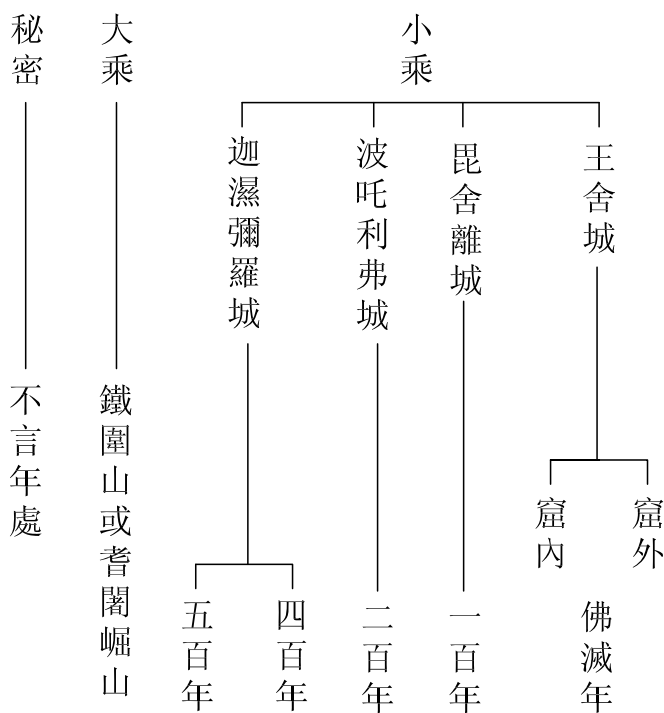 小乘
王舍城
窟外
窟內
佛滅年
毘舍離城
一百年
波吒利弗城
二百年
迦濕彌羅城
四百年
五百年
大乘
鐵圍山或耆闍崛山
秘密
不言年處